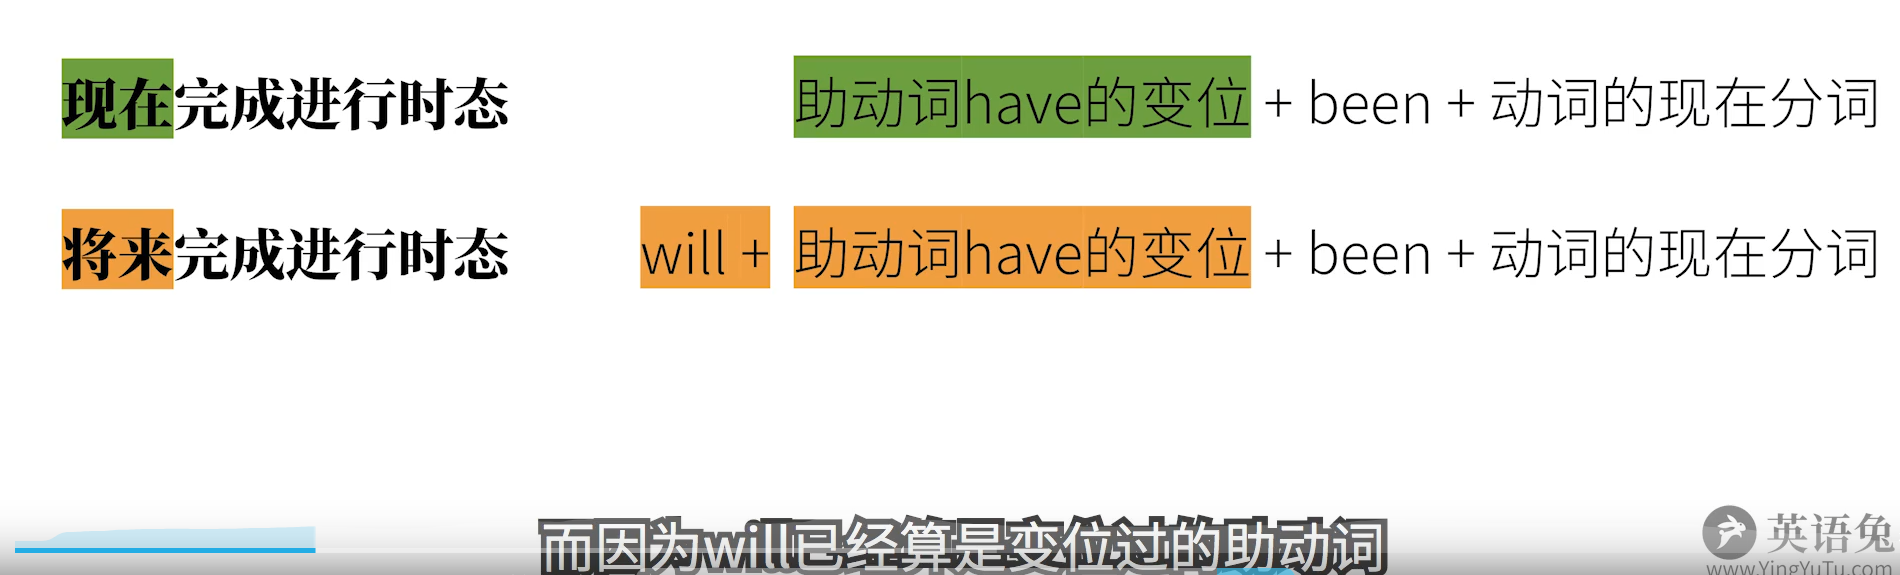 现在完成进行时态 助动词have的变位 + been + 动词的现在分词
将来完成进行时态 will + 助动词have的变位 + been + 动词的现在分词
而因为will已经算是变位过的助动词
英语兔
www.YingYuTu.com